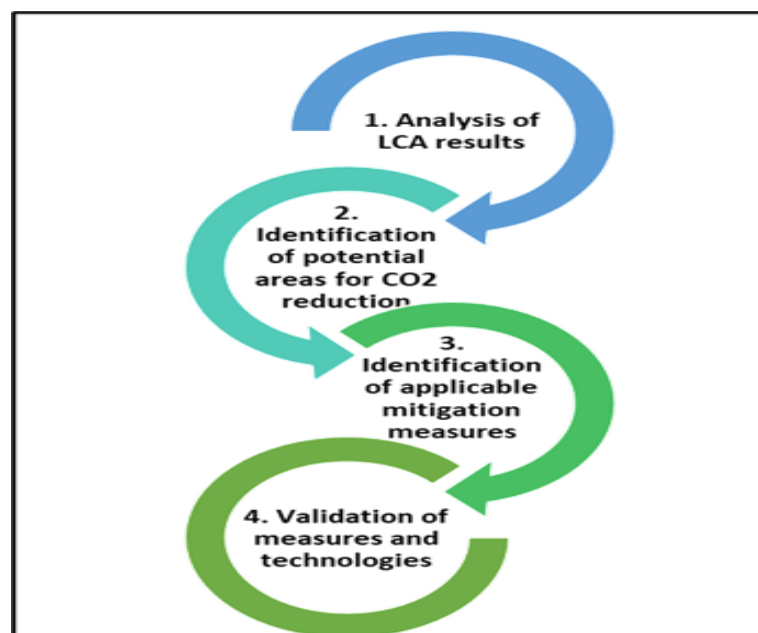 1. Analysis of
LCA results
2.
Identification
of potential
areas for CO2
reduction
3.
Identification
of applicable
mitigation
measures
4. Validation of
measures and
technologies